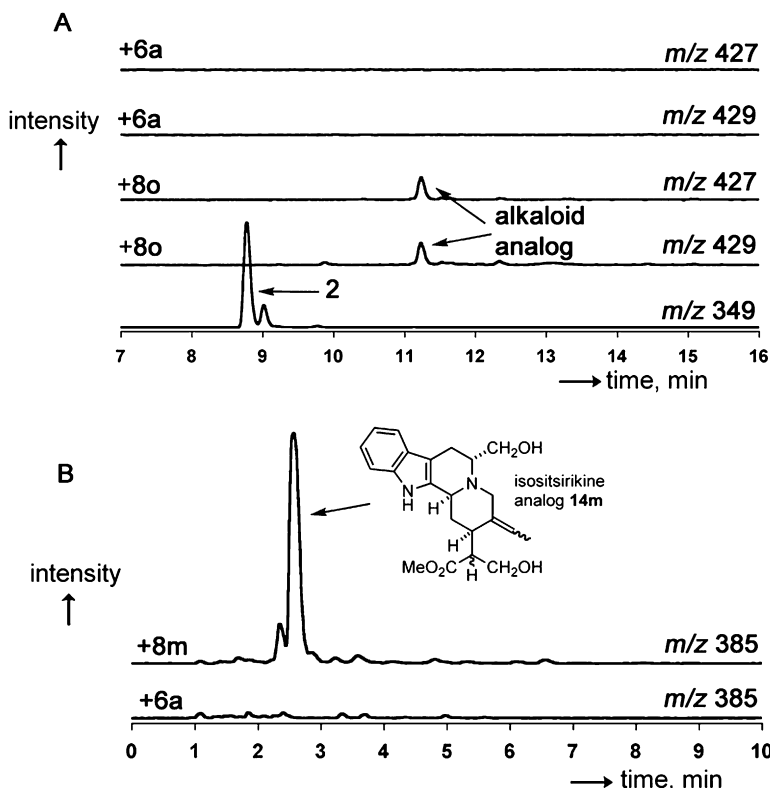 A
+6a m/z 427
+6a m/z 429
intensity
+8o m/z 427
alkaloid
analog
+8o m/z 429
2
m/z 349
7 8 9 10 11 12 13 14 15 16
time, min
B
CH2OH
N
isositsirikine
analog 14m
N
H
H
H
MeO2C CH2OH
H
intensity
+8m m/z 385
+6a m/z 385
0 1 2 3 4 5 6 7 8 9 10
time, min